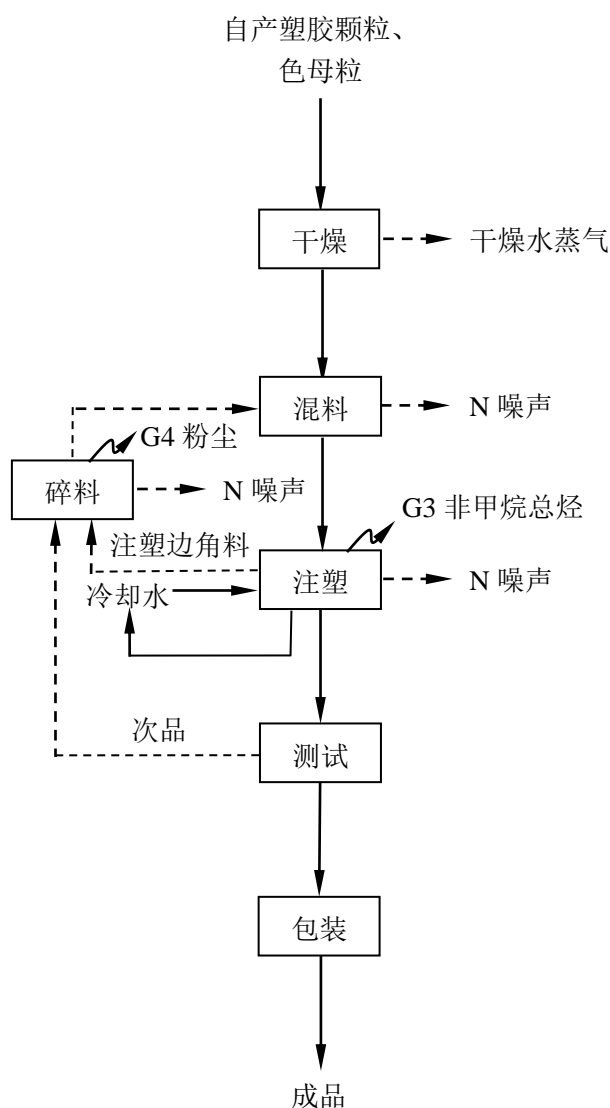 自产塑胶颗粒、
色母粒
干燥
干燥水蒸气
混料
N 噪声
G4 粉尘
碎料
N 噪声
G3 非甲烷总烃
注塑边角料
注塑
N 噪声
冷却水
次品
测试
包装
成品